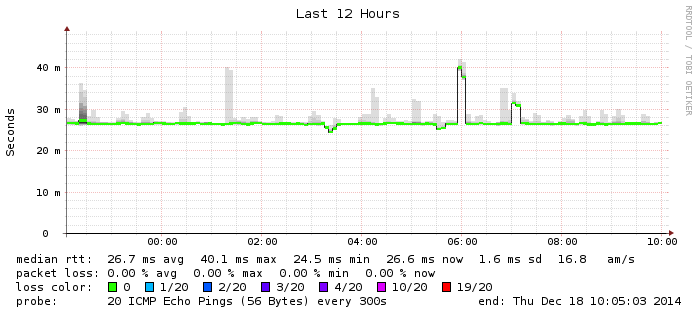 Last 12 Hours
RRDTOOL / TOBI OETIKER
Seconds
40 m
30 m
20 m
10 m
0
00:00 02:00 04:00 06:00 08:00 10:00
median rtt: 26.7 ms avg 40.1 ms max 24.5 ms min 26.6 ms now 1.6 ms sd 16.8 am/s
packet loss: 0.00 % avg 0.00 % max 0.00 % min 0.00 % now
loss color: 0 1/20 2/20 3/20 4/20 10/20 19/20
probe: 20 ICMP Echo Pings (56 Bytes) every 300s end: Thu Dec 18 10:05:03 2014